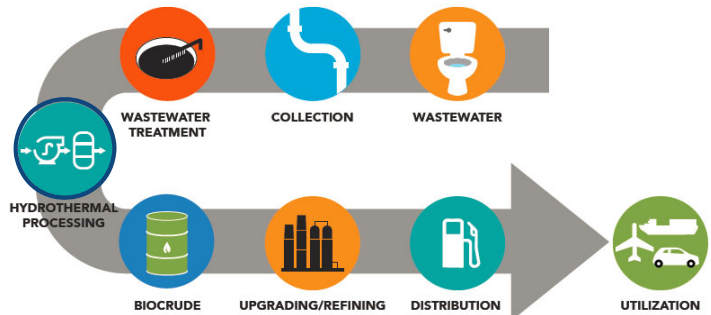 WASTEWATER
TREATMENT
COLLECTION
WASTEWATER
HYDROTHERMAL
PROCESSING
BIOCRUDE
UPGRADING/REFINING
DISTRIBUTION
UTILIZATION